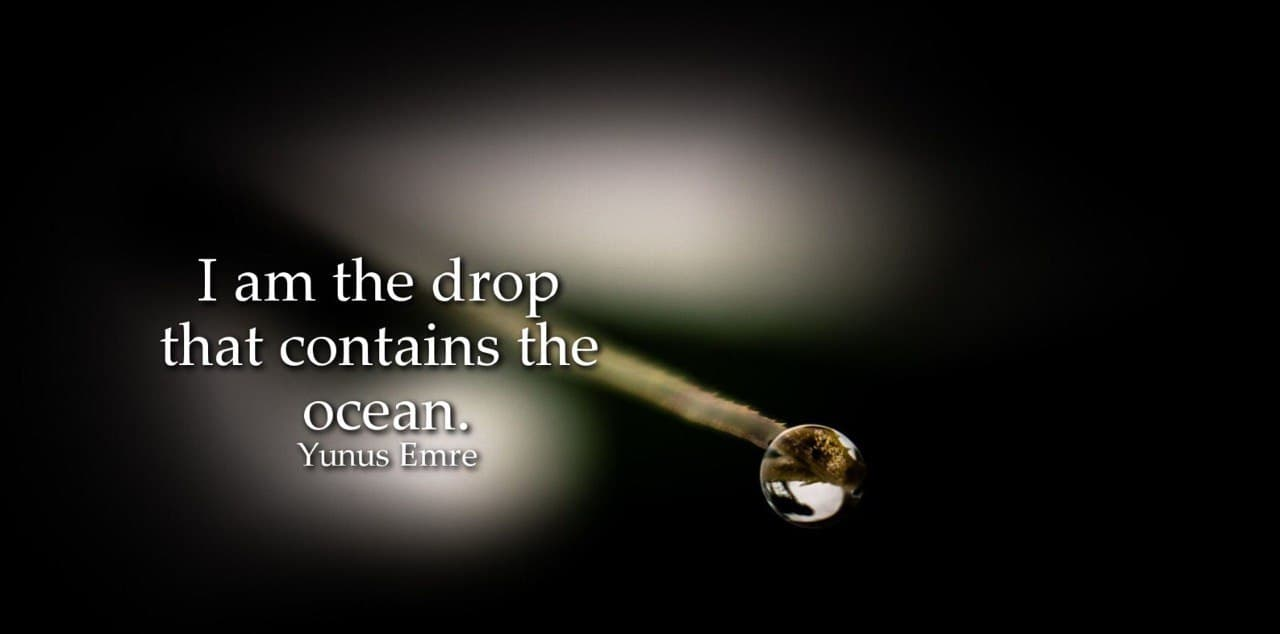 I am the drop
that contains the
ocean.
Yunus Emre